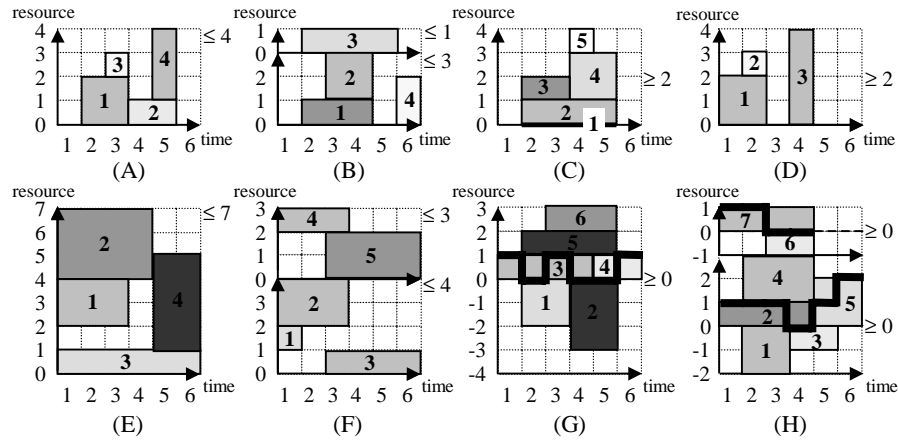 resource resource resource resource
4 ≤ 4 1 ≤ 1 4 4
3 3 4 0 3 3 ≤ 3 3 5 4 3 2
2 1 2 2 4 2 3 ≥ 2 2 1 3 ≥ 2
1 2 1 1 1 2 1
0 time 0 time 0 1 time 0 time
1 2 3 4 5 6 1 2 3 4 5 6 1 2 3 4 5 6 1 2 3 4 5 6
(A) (B) (C) (D)
resource resource resource resource
7 ≤ 7 3 4 ≤ 3 3 6 1 7
6 2 2 2 5 0 6 ≥ 0
5 1 5 1 3 4 -1
4 0 4 ≤ 4 0 ≥ 0 4
3 1 4 3 2 -1 1 2 1 2 5
2 2 -2 0 3 ≥ 0
1 3 1 1 3 -3 -1 1
0 time 0 time -4 time -2 time
1 2 3 4 5 6 1 2 3 4 5 6 1 2 3 4 5 6 1 2 3 4 5 6
(E) (F) (G) (H)